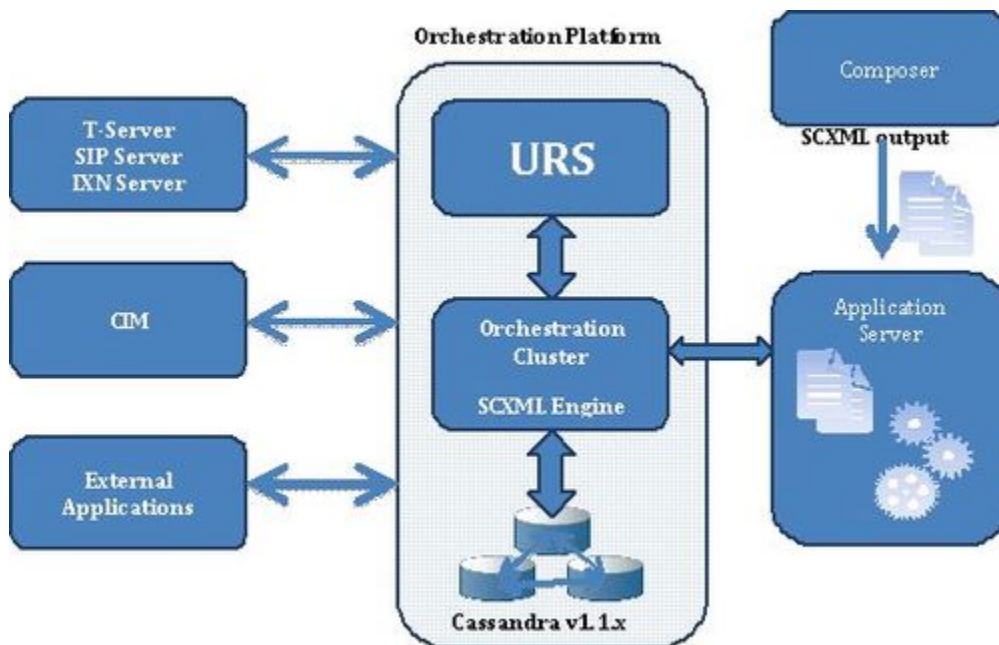 Orchestration Platform
Composer
T-Server
SIP Server
IXN Server
URS
SCXML output
CIM
Orchestration
Cluster
SCXML Engine
Application
Server
External
Applications
Cassandra v1.1.x